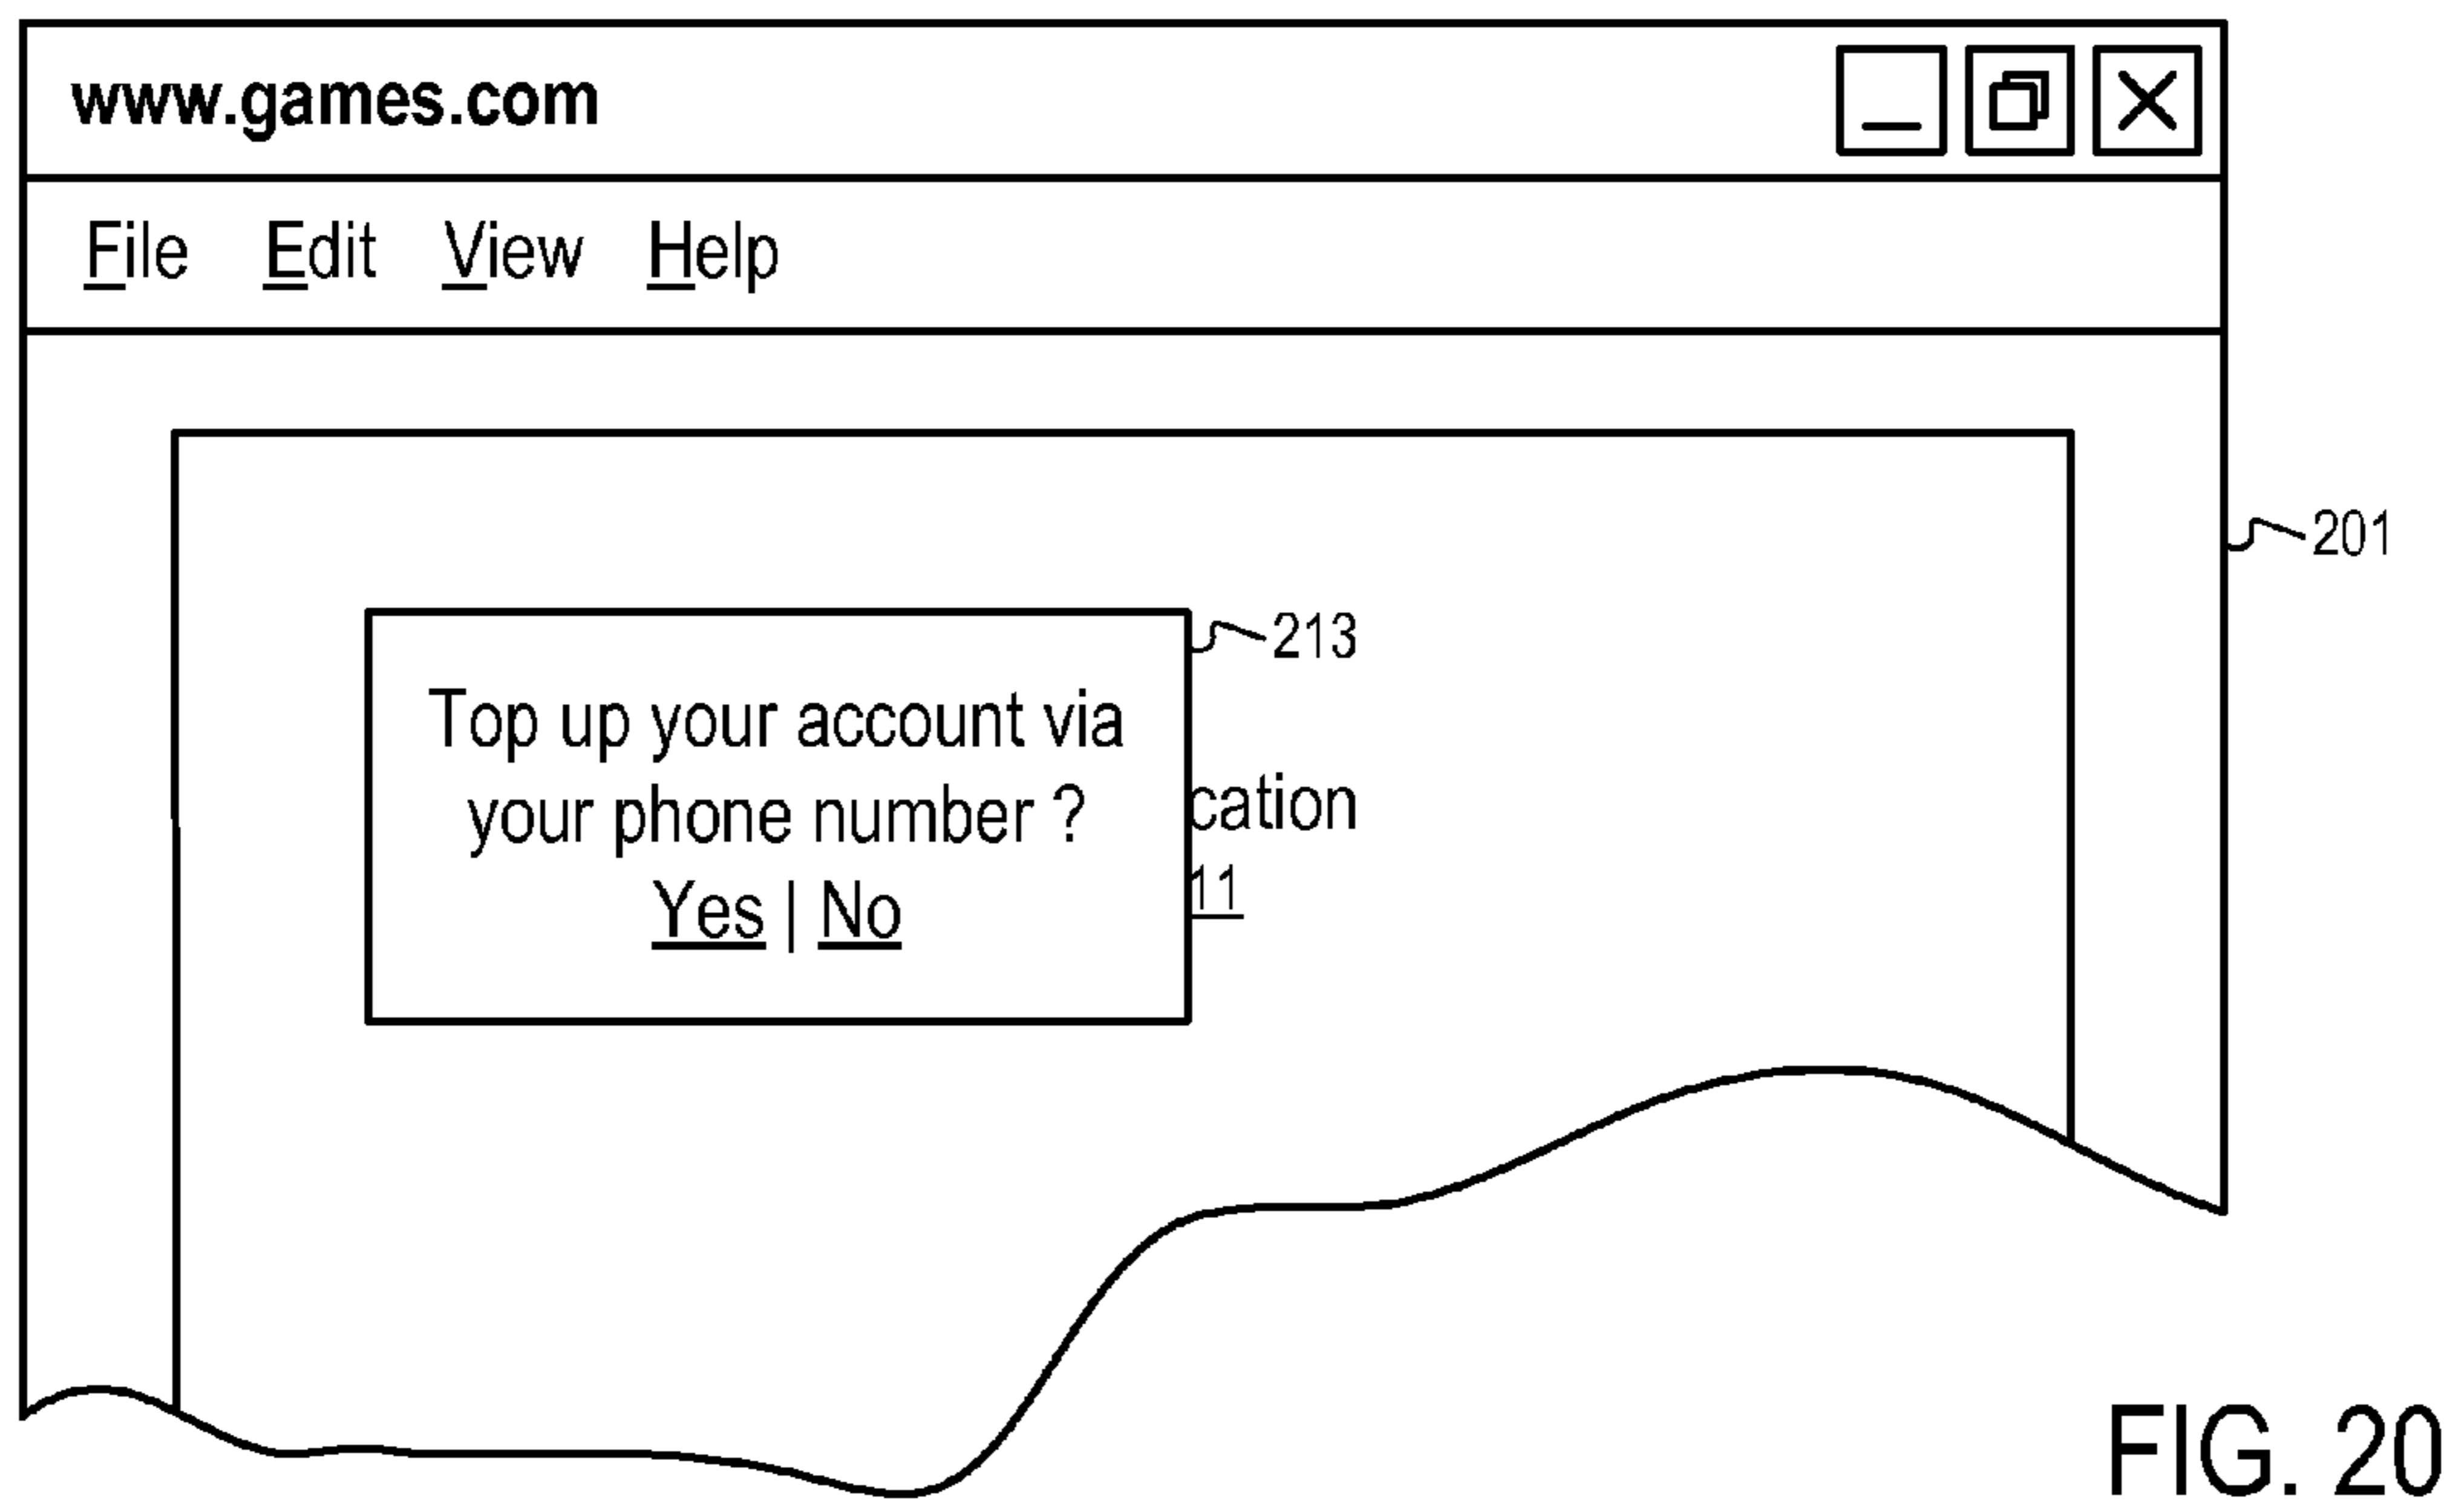 www.games.com
File Edit View Help
201
213
Top up your account via
your phone number ?
cation
Yes | No
11
FIG. 20